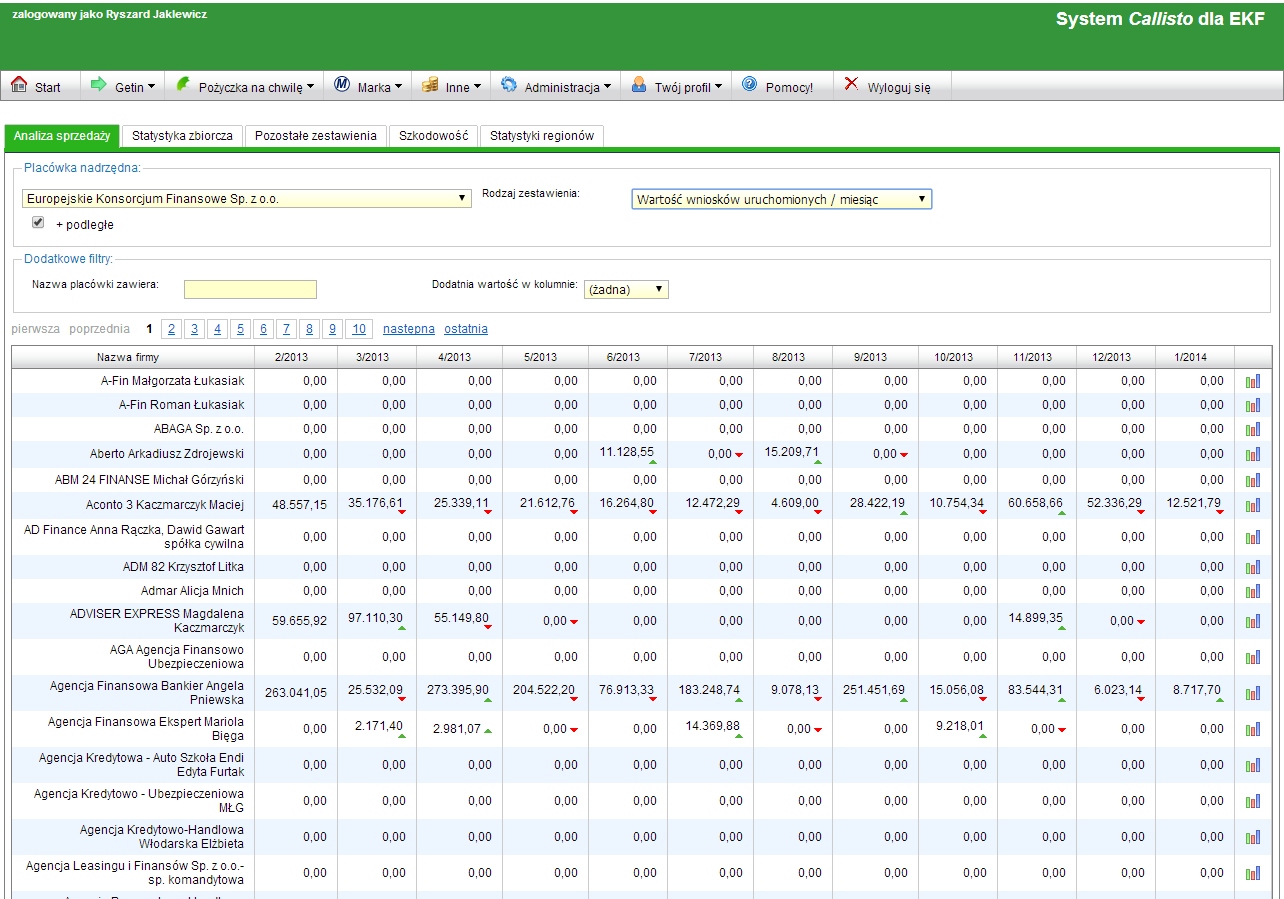 zalogowany jako Ryszard Jaklewicz
System Callisto dla EKF
Start Getin Pożyczka na chwilę Marka Inne Administracja Twój profil Pomocy! Wyloguj się
Analiza sprzedaży Statystyka zbiorcza Pozostałe zestawienia Szkodowość Statystyki regionów
Placówka nadrzędna:
Europejskie Konsorcjum Finansowe Sp. z o.o. Rodzaj zestawienia: Wartość wniosków uruchomionych / miesiąc
+ podległe
Dodatkowe filtry:
Nazwa placówki zawiera: Dodatnia wartość w kolumnie: (żadna)
pierwsza poprzednia 1 2 3 4 5 6 7 8 9 10 następna ostatnia
Nazwa firmy 2/2013 3/2013 4/2013 5/2013 6/2013 7/2013 8/2013 9/2013 10/2013 11/2013 12/2013 1/2014
A-Fin Małgorzata Łukasiak 0,00 0,00 0,00 0,00 0,00 0,00 0,00 0,00 0,00 0,00 0,00 0,00
A-Fin Roman Łukasiak 0,00 0,00 0,00 0,00 0,00 0,00 0,00 0,00 0,00 0,00 0,00 0,00
ABAGA Sp. z o.o. 0,00 0,00 0,00 0,00 0,00 0,00 0,00 0,00 0,00 0,00 0,00 0,00
Aberto Arkadiusz Zdrojewski 0,00 0,00 0,00 0,00 11.128,55 0,00 15.209,71 0,00 0,00 0,00 0,00 0,00
ABM 24 FINANSE Michał Górzyński 0,00 0,00 0,00 0,00 0,00 0,00 0,00 0,00 0,00 0,00 0,00 0,00
Aconto 3 Kaczmarczyk Maciej 48.557,15 35.176,61 25.339,11 21.612,76 16.264,80 12.472,29 4.609,00 28.422,19 10.754,34 60.658,66 52.336,29 12.521,79
AD Finance Anna Rączka, Dawid Gawart
spółka cywilna 0,00 0,00 0,00 0,00 0,00 0,00 0,00 0,00 0,00 0,00 0,00 0,00
ADM 82 Krzysztof Litka 0,00 0,00 0,00 0,00 0,00 0,00 0,00 0,00 0,00 0,00 0,00 0,00
Admar Alicja Mnich 0,00 0,00 0,00 0,00 0,00 0,00 0,00 0,00 0,00 0,00 0,00 0,00
ADVISER EXPRESS Magdalena
Kaczmarczyk 59.655,92 97.110,30 55.149,80 0,00 0,00 0,00 0,00 0,00 0,00 14.899,35 0,00 0,00
AGA Agencja Finansowo
Ubezpieczeniowa 0,00 0,00 0,00 0,00 0,00 0,00 0,00 0,00 0,00 0,00 0,00 0,00
Agencja Finansowa Bankier Angela
Pniewska 263.041,05 25.532,09 273.395,90 204.522,20 76.913,33 183.248,74 9.078,13 251.451,69 15.056,08 83.544,31 6.023,14 8.717,70
Agencja Finansowa Ekspert Mariola
Bięga 0,00 2.171,40 2.981,07 0,00 0,00 14.369,88 0,00 0,00 9.218,01 0,00 0,00 0,00
Agencja Kredytowa - Auto Szkoła Endi
Edyta Furtak 0,00 0,00 0,00 0,00 0,00 0,00 0,00 0,00 0,00 0,00 0,00 0,00
Agencja Kredytowo - Ubezpieczeniowa
MŁG 0,00 0,00 0,00 0,00 0,00 0,00 0,00 0,00 0,00 0,00 0,00 0,00
Agencja Kredytowo-Handlowa
Włodarska Elżbieta 0,00 0,00 0,00 0,00 0,00 0,00 0,00 0,00 0,00 0,00 0,00 0,00
Agencja Leasingu i Finansów Sp. z o.o.-
sp. komandytowa 0,00 0,00 0,00 0,00 0,00 0,00 0,00 0,00 0,00 0,00 0,00 0,00